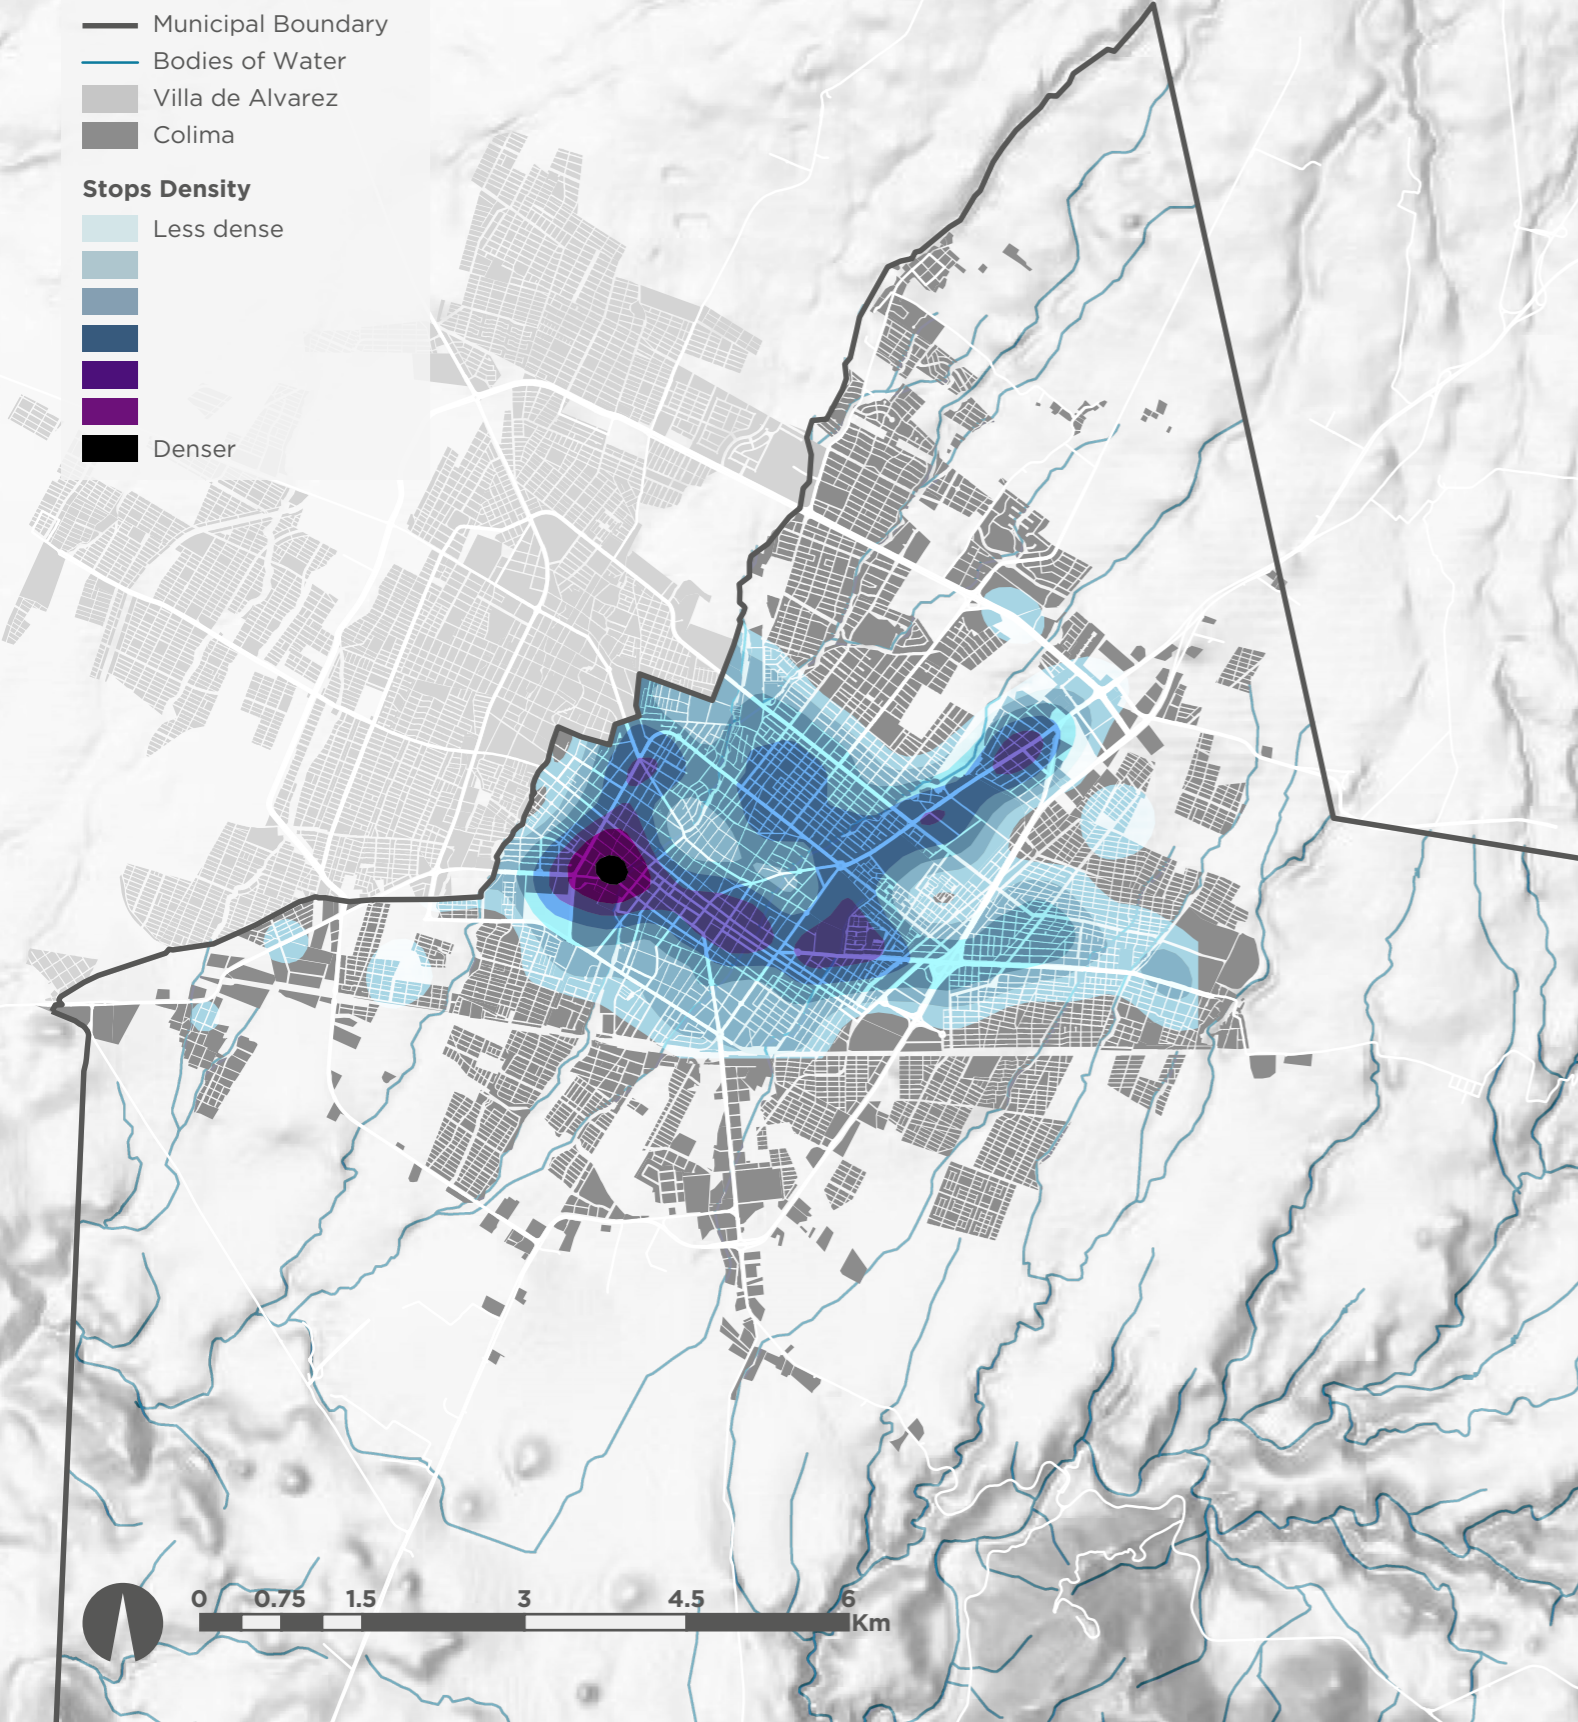 Municipal Boundary
Bodies of Water
Villa de Alvarez
Colima
Stops Density
Less dense
Denser
0 0.75 1.5 3 4.5 6
Km